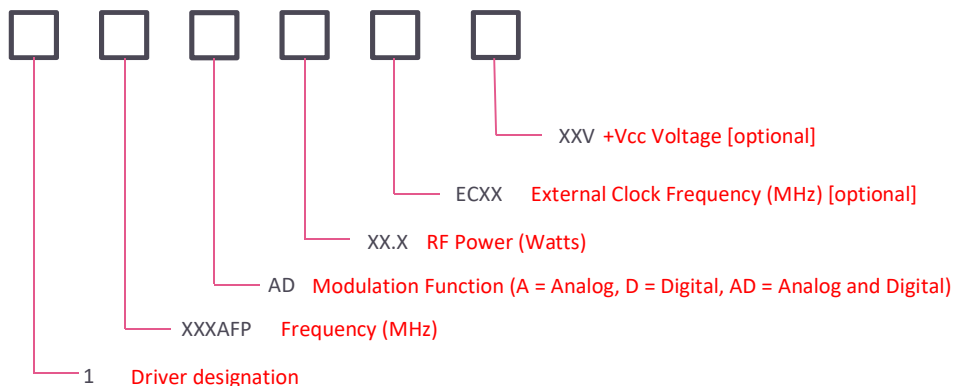 XXV +Vcc Voltage [optional]
ECXX External Clock Frequency (MHz) [optional]
XX.X RF Power (Watts)
AD Modulation Function (A = Analog, D = Digital, AD = Analog and Digital)
XXXAFP Frequency (MHz)
1 Driver designation